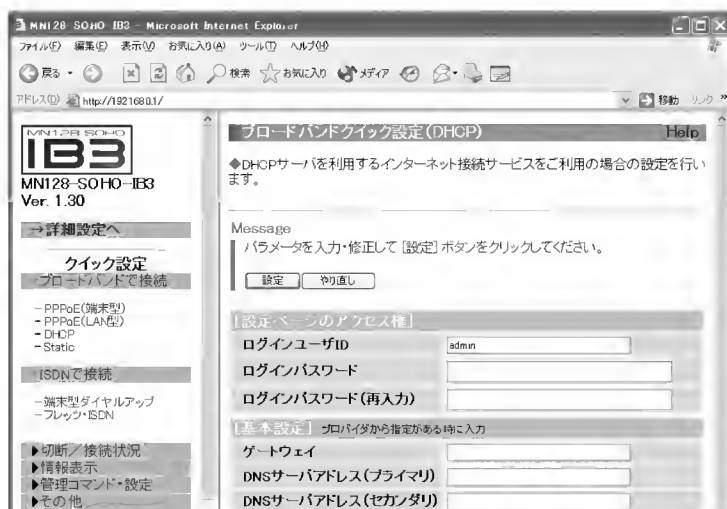 MN128-SOHO-IB3 - Microsoft Internet Explorer
ファイル(F) 編集(E) 表示(V) お気に入り(A) ツール(T) ヘルプ(H)
戻る 検索 お気に入り メディア
アドレス(D) http://192.168.0.1/ 移動 リンク »
MN128 SOHO
IB3
MN128-SOHO-IB3
Ver. 1.30
→詳細設定へ
クイック設定
ブロードバンドで接続
- PPPoE(端末型)
- PPPoE(LAN型)
- DHCP
- Static
ISDNで接続
- 端末型ダイヤルアップ
- フレッツ・ISDN
▶切断/接続状況
▶情報表示
▶管理コマンド・設定
▶その他
ブロードバンドクイック設定(DHCP) Help
◆DHCPサーバを利用するインターネット接続サービスをご利用の場合の設定を行います。
Message
パラメータを入力・修正して [設定] ボタンをクリックしてください。
設定 やり直し
[設定ページのアクセス権]
ログインユーザID admin
ログインパスワード
ログインパスワード(再入力)
[基本設定] プロバイダから指定がある時に入力
ゲートウェイ
DNSサーバアドレス(プライマリ)
DNSサーバアドレス(セカンダリ)